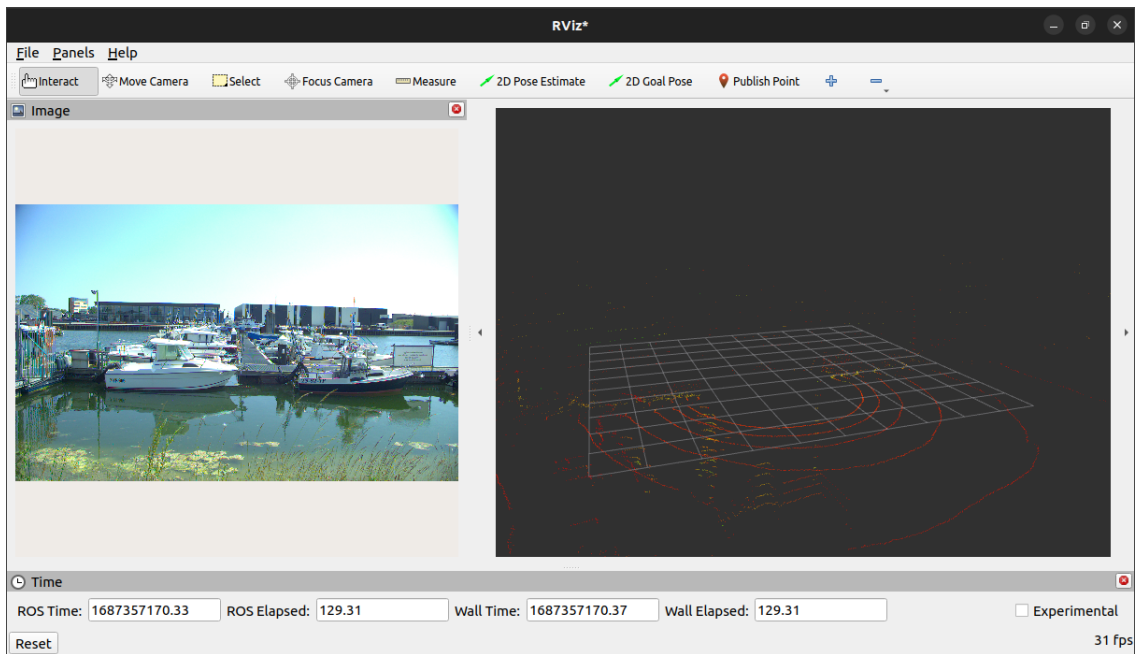 RViz*
File Panels Help
Interact Move Camera Select Focus Camera Measure 2D Pose Estimate 2D Goal Pose Publish Point
Image
Time
ROS Time: 1687357170.33 ROS Elapsed: 129.31 Wall Time: 1687357170.37 Wall Elapsed: 129.31 Experimental
Reset 31 fps